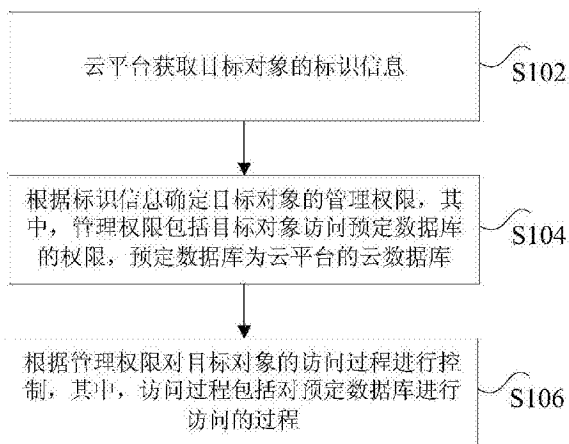 云平台获取目标对象的标识信息
S102
根据标识信息确定目标对象的管理权限，其
中，管理权限包括目标对象访问预定数据库
的权限，预定数据库为云平台的云数据库
S104
根据管理权限对目标对象的访问过程进行控
制，其中，访问过程包括对预定数据库进行
访问的过程
S106